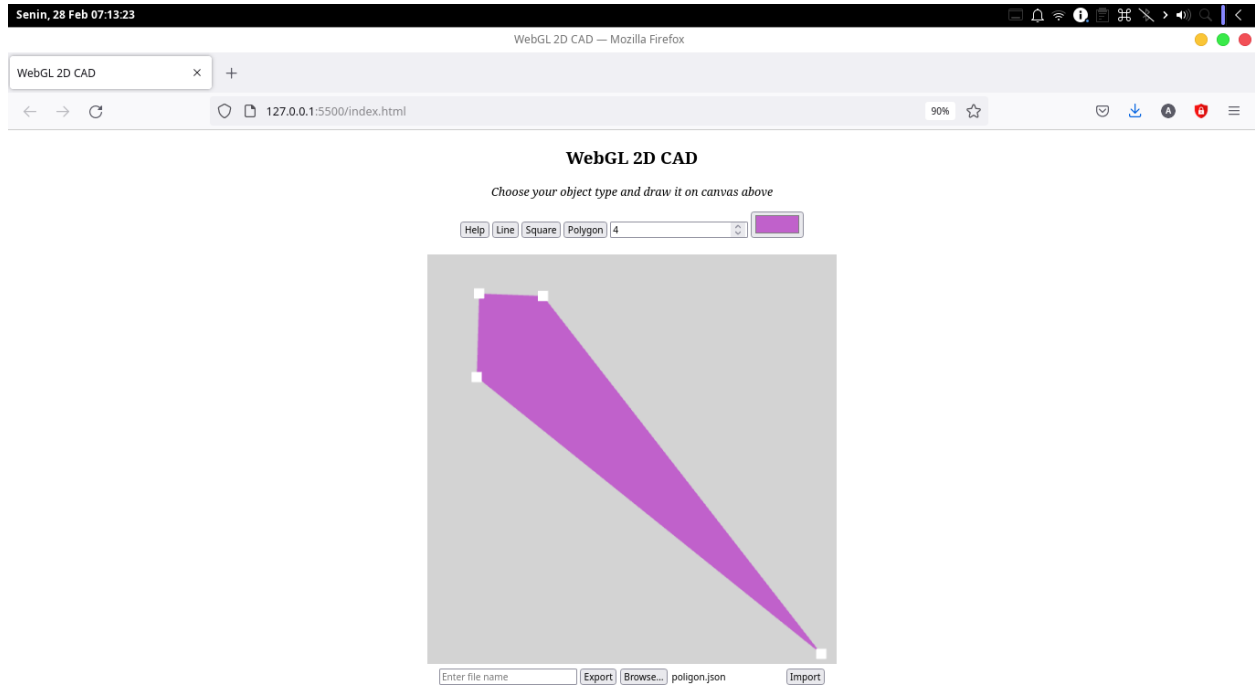 Senin, 28 Feb 07:13:23
WebGL 2D CAD — Mozilla Firefox
WebGL 2D CAD
127.0.0.1:5500/index.html
90%
A
WebGL 2D CAD
Choose your object type and draw it on canvas above
Help Line Square Polygon 4
Enter file name Export Browse... poligon.json Import